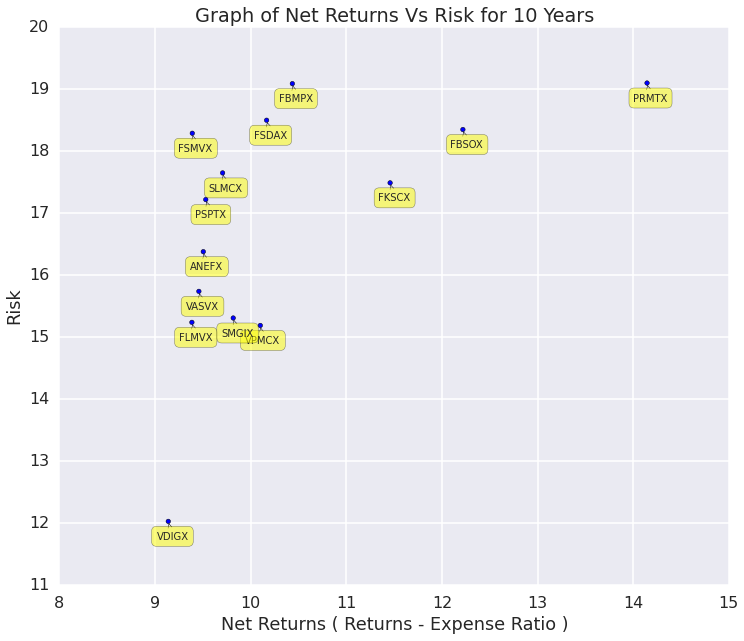 Graph of Net Returns Vs Risk for 10 Years
20
19
18
17
16
15
14
13
12
11
Risk
FBMPX
PRMTX
FSDAX
FSMVX
FBSOX
SLMCX
FKSCX
PSPTX
ANEFX
VASVX
FLMVX
SMGIX
VPMCX
VDIGX
8 9 10 11 12 13 14 15
Net Returns ( Returns - Expense Ratio )